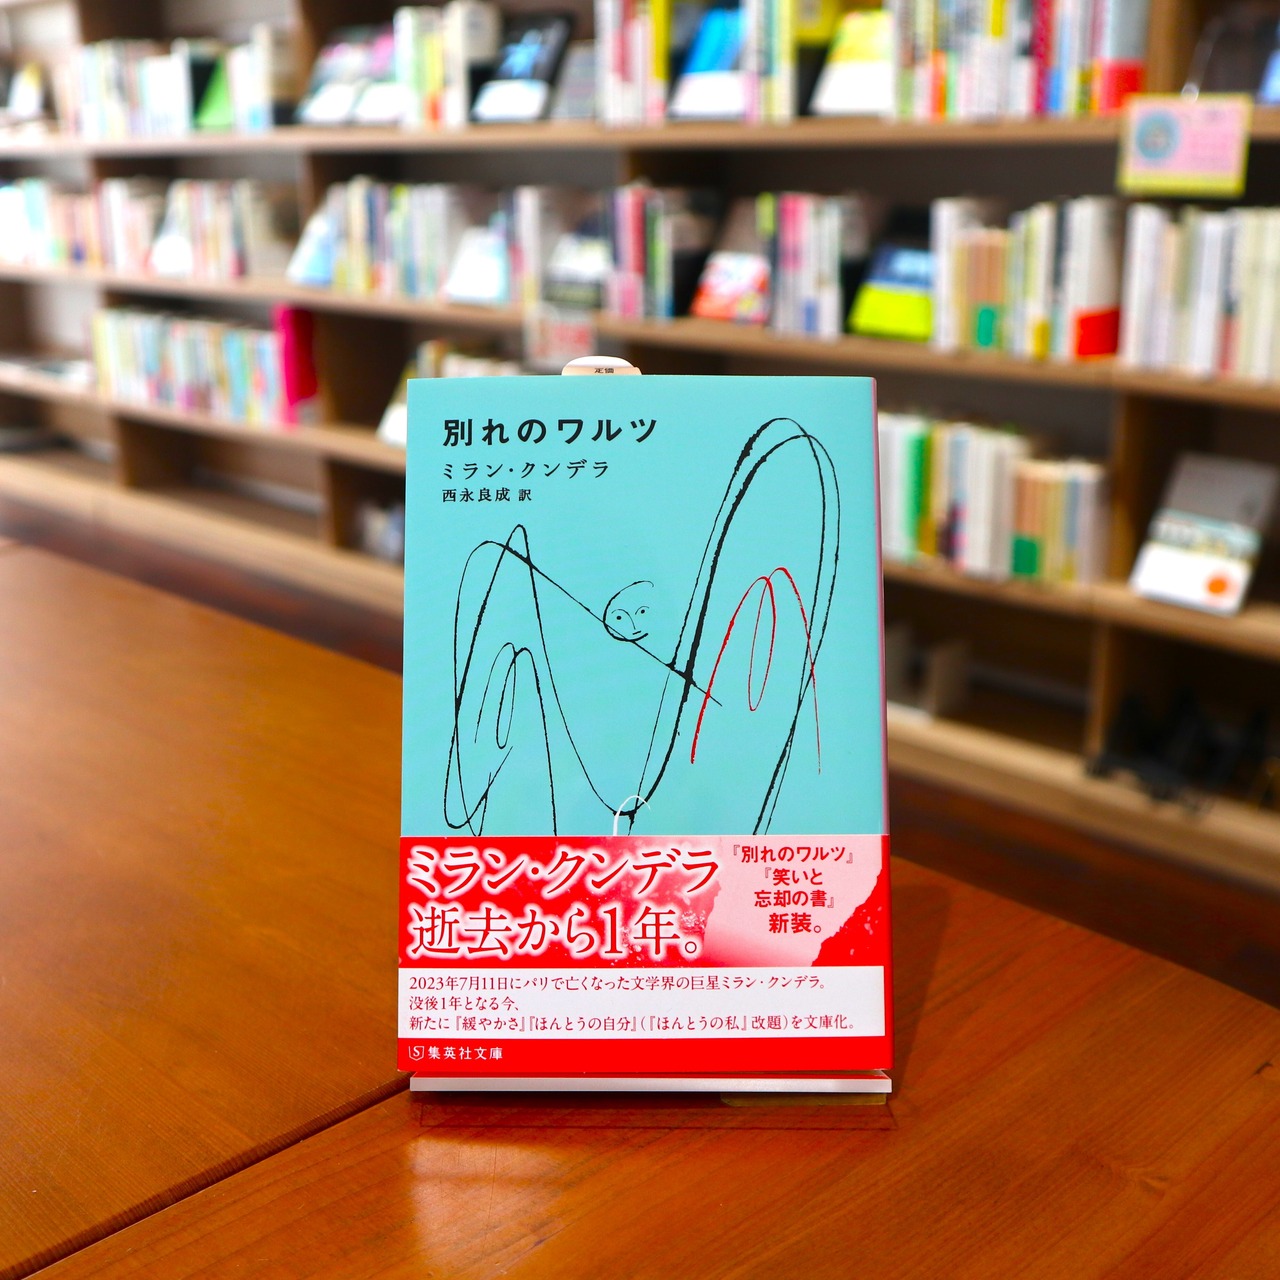 定価
別れのワルツ
ミラン・クンデラ
西永良成 訳
ミラン・クンデラ
逝去から1年。
『別れのワルツ』
『笑いと
忘却の書』
新装。
2023年7月11日にパリで亡くなった文学界の巨星ミラン・クンデラ。
没後1年となる今、
新たに『緩やかさ』『ほんとうの自分』(『ほんとうの私』改題)を文庫化。
S 集英社文庫